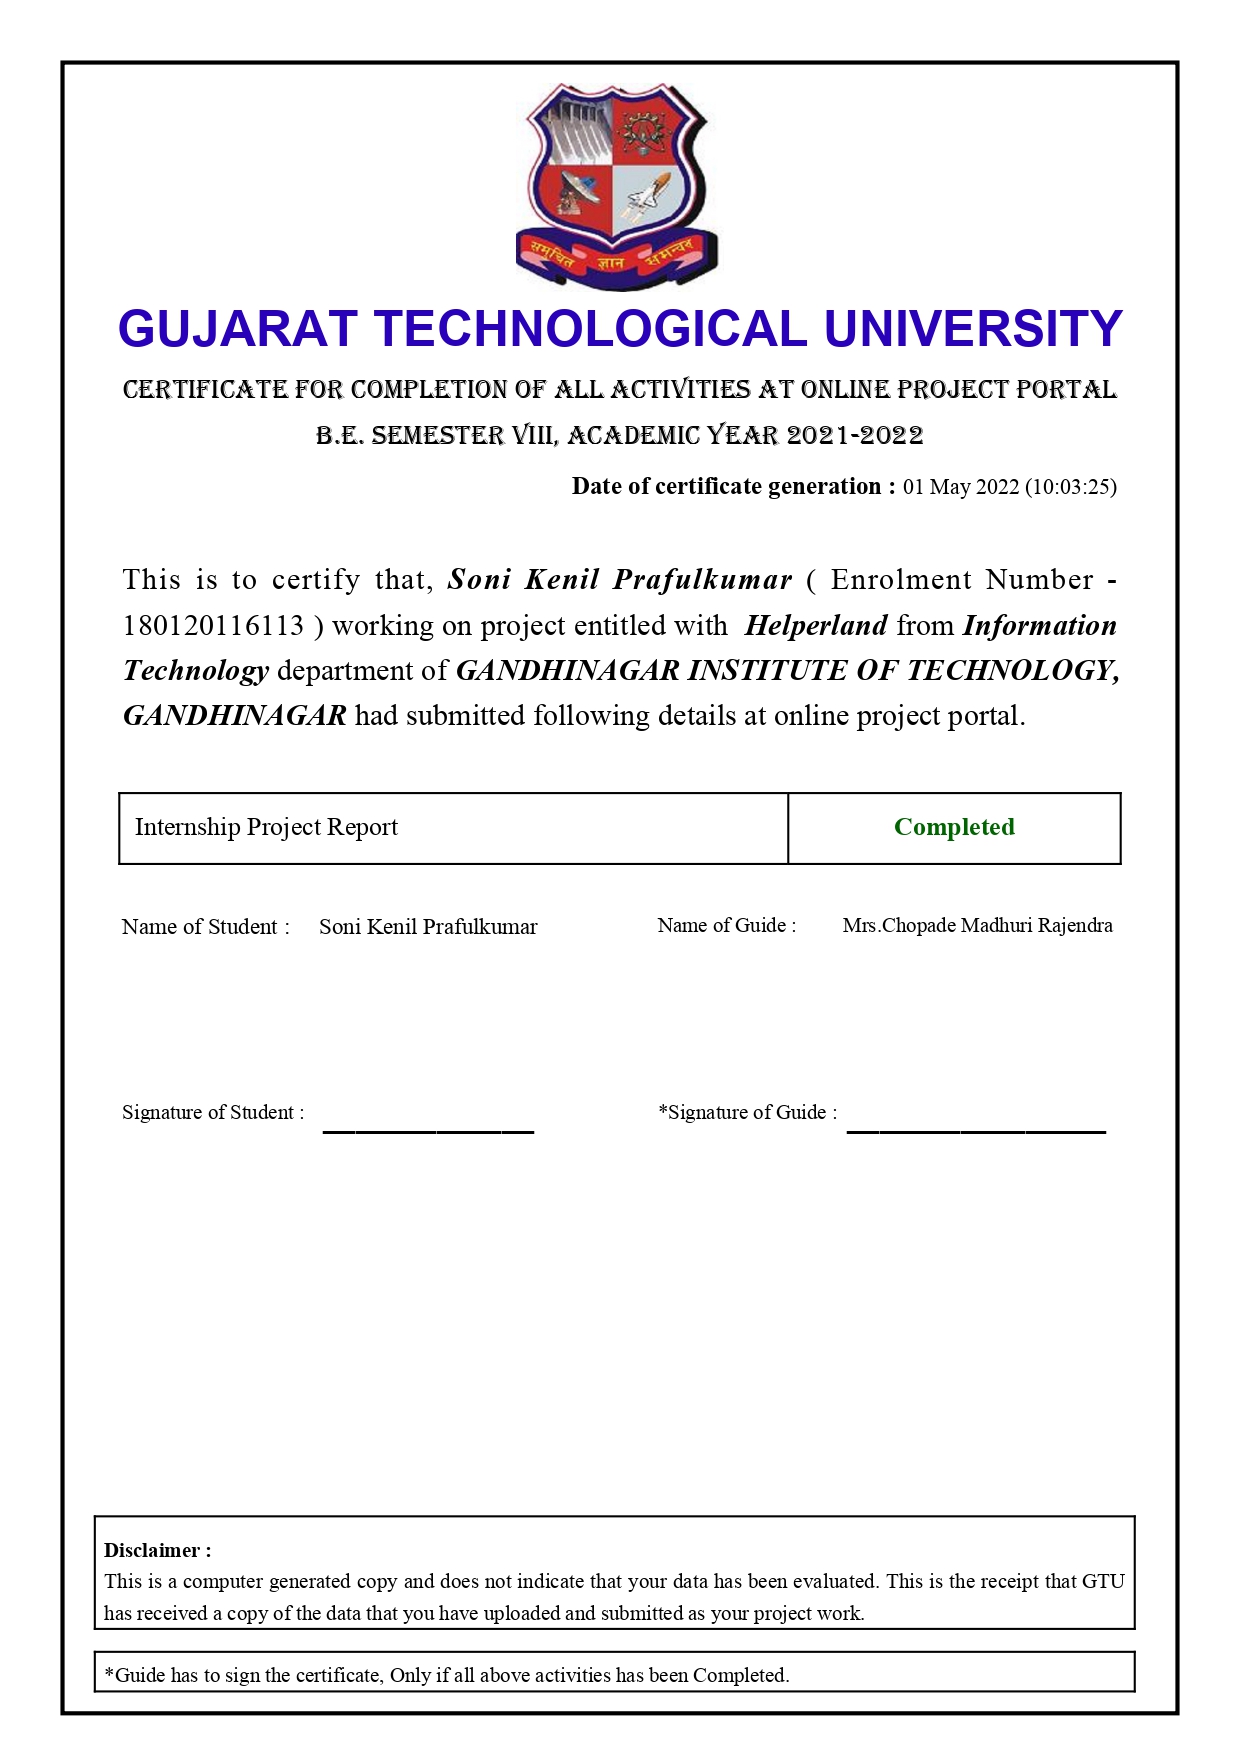 समुचित ज्ञान समन्वय
GUJARAT TECHNOLOGICAL UNIVERSITY
CERTIFICATE FOR COMPLETION OF ALL ACTIVITIES AT ONLINE PROJECT PORTAL
B.E. SEMESTER VIII, ACADEMIC YEAR 2021-2022
Date of certificate generation : 01 May 2022 (10:03:25)
This is to certify that, Soni Kenil Prafulkumar ( Enrolment Number -
180120116113 ) working on project entitled with Helperland from Information
Technology department of GANDHINAGAR INSTITUTE OF TECHNOLOGY,
GANDHINAGAR had submitted following details at online project portal.
Internship Project Report Completed
Name of Student : Soni Kenil Prafulkumar Name of Guide : Mrs.Chopade Madhuri Rajendra
Signature of Student : *Signature of Guide :
Disclaimer :
This is a computer generated copy and does not indicate that your data has been evaluated. This is the receipt that GTU
has received a copy of the data that you have uploaded and submitted as your project work.
*Guide has to sign the certificate, Only if all above activities has been Completed.